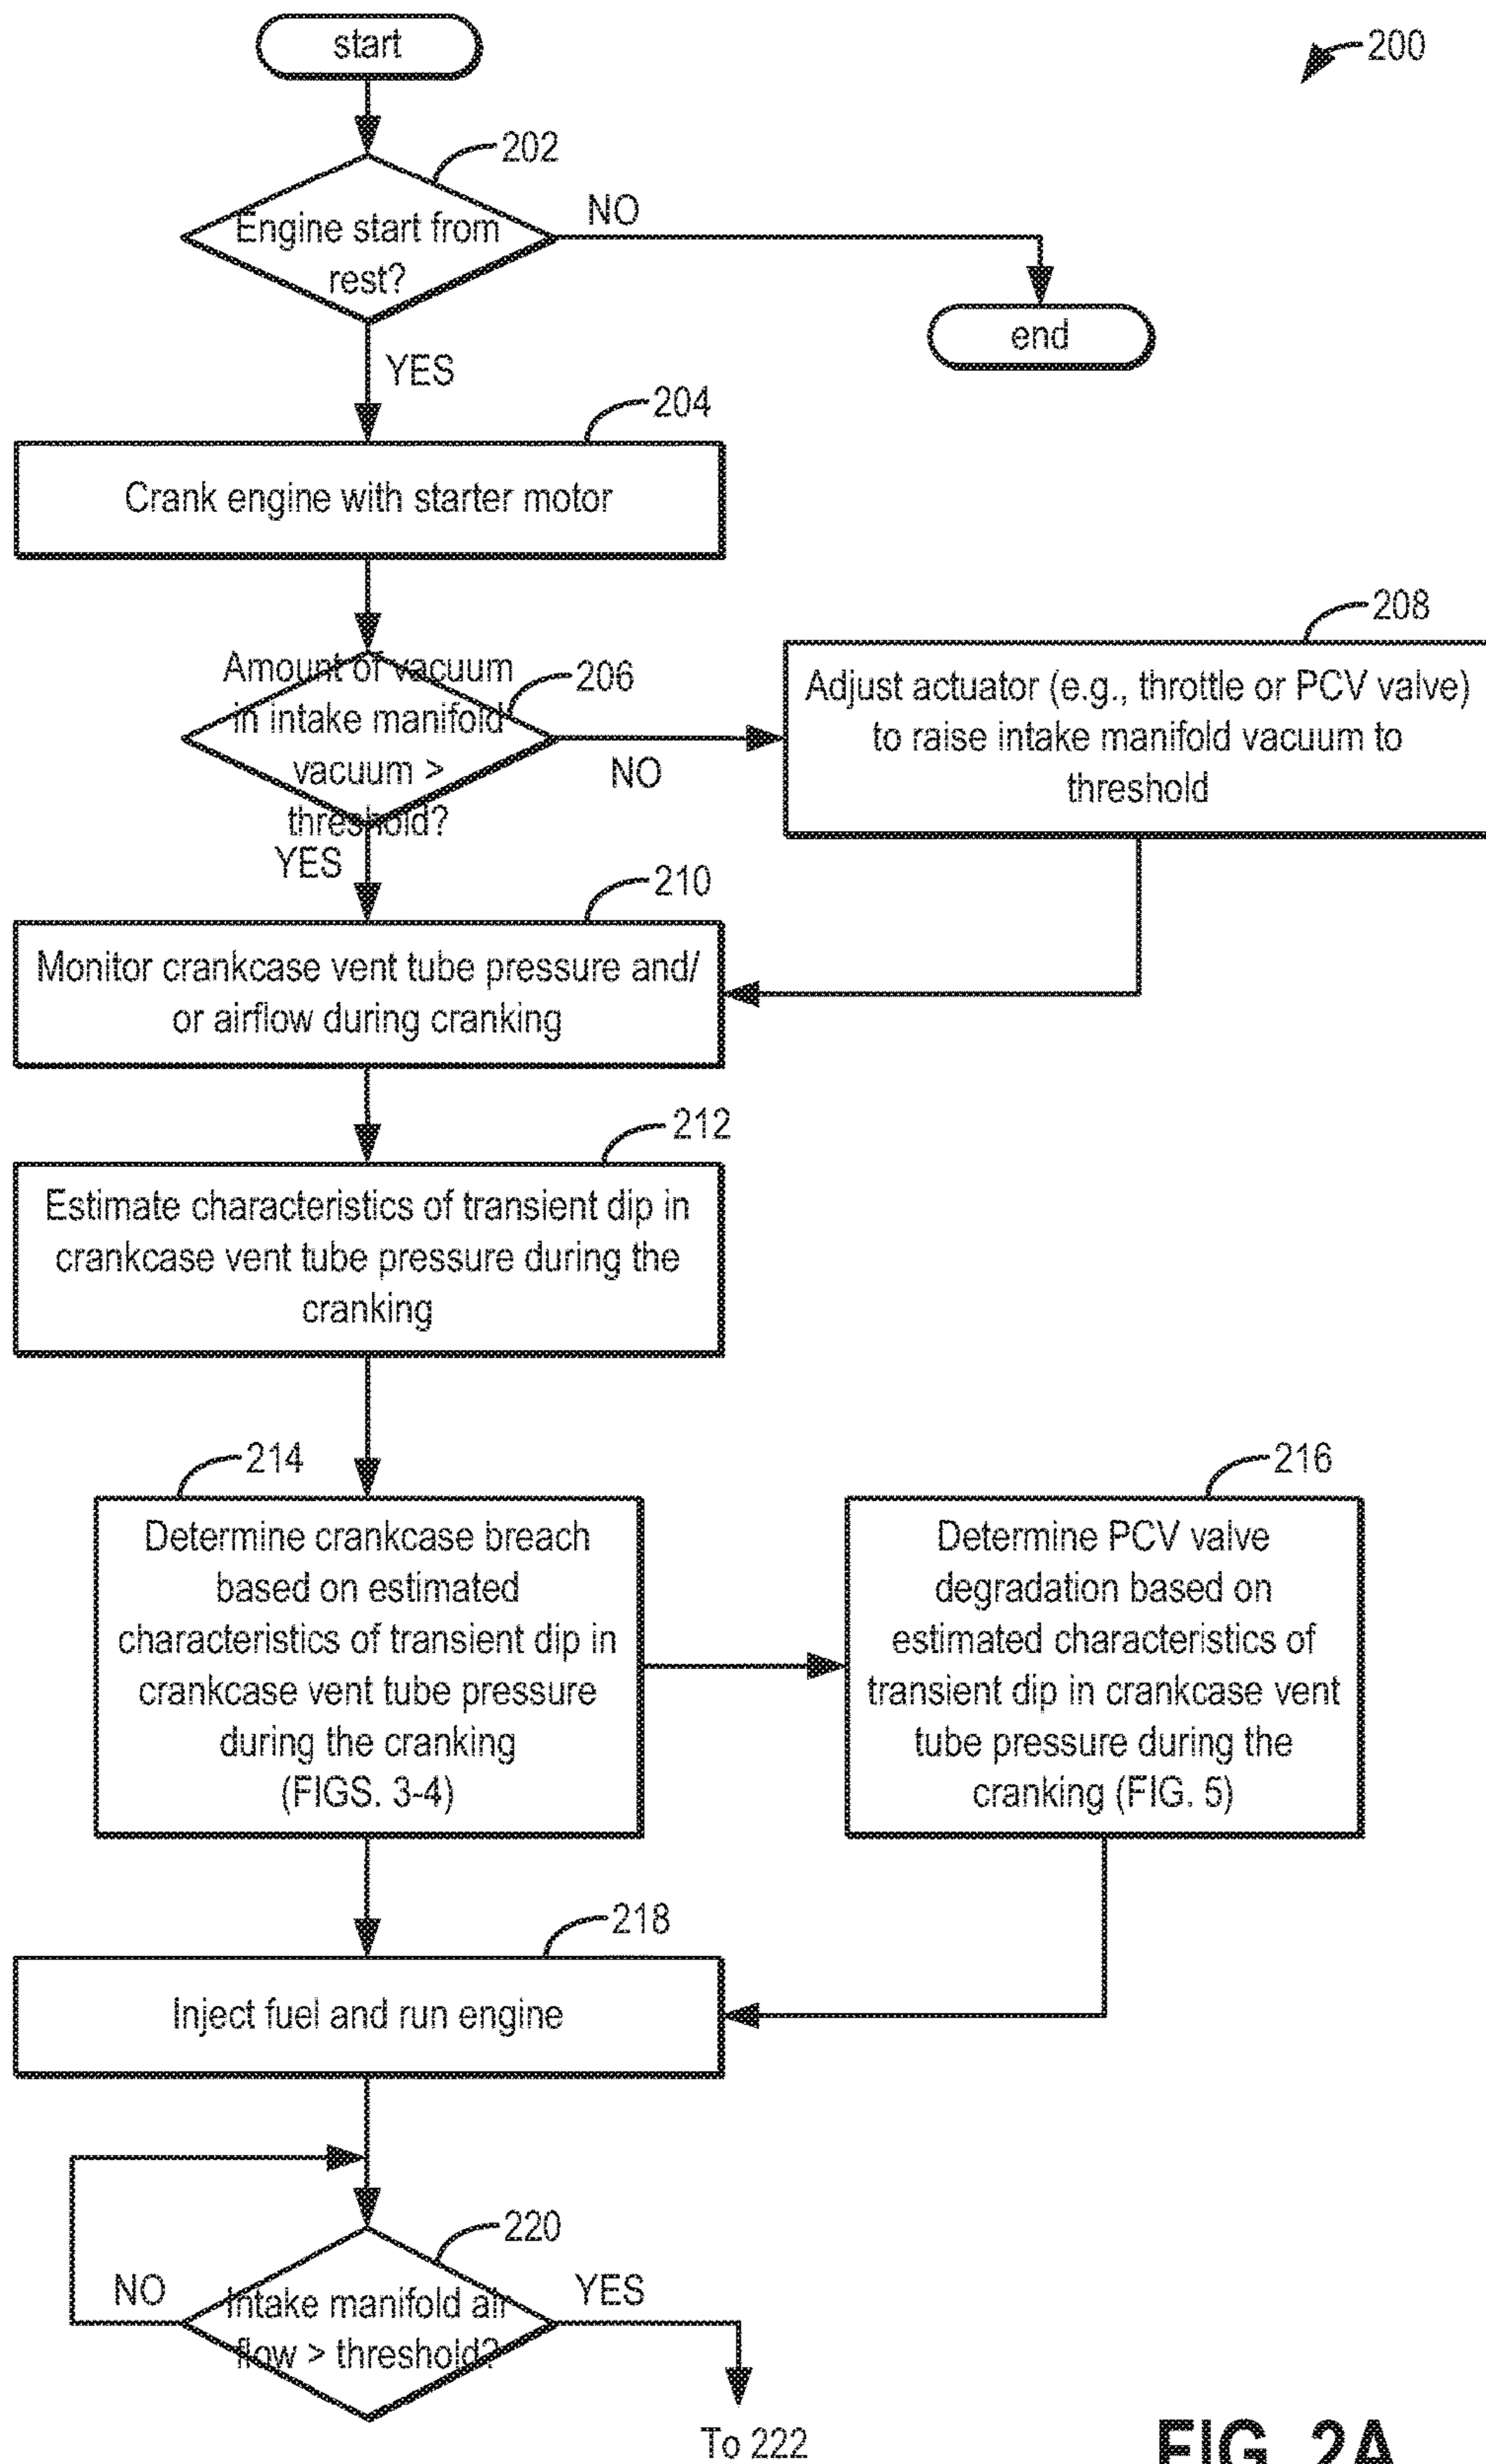 start
200
202
Engine start from
rest?
NO
end
YES
204
Crank engine with starter motor
208
Adjust actuator (e.g., throttle or PCV valve)
to raise intake manifold vacuum to
threshold
Amount of vacuum
in intake manifold
vacuum >
threshold?
206
NO
YES
210
Monitor crankcase vent tube pressure and/
or airflow during cranking
212
Estimate characteristics of transient dip in
crankcase vent tube pressure during the
cranking
214
Determine crankcase breach
based on estimated
characteristics of transient dip in
crankcase vent tube pressure
during the cranking
(FIGS. 3-4)
216
Determine PCV valve
degradation based on
estimated characteristics of
transient dip in crankcase vent
tube pressure during the
cranking (FIG. 5)
218
Inject fuel and run engine
220
NO
Intake manifold air
flow > threshold?
YES
To 222
FIG. 2A